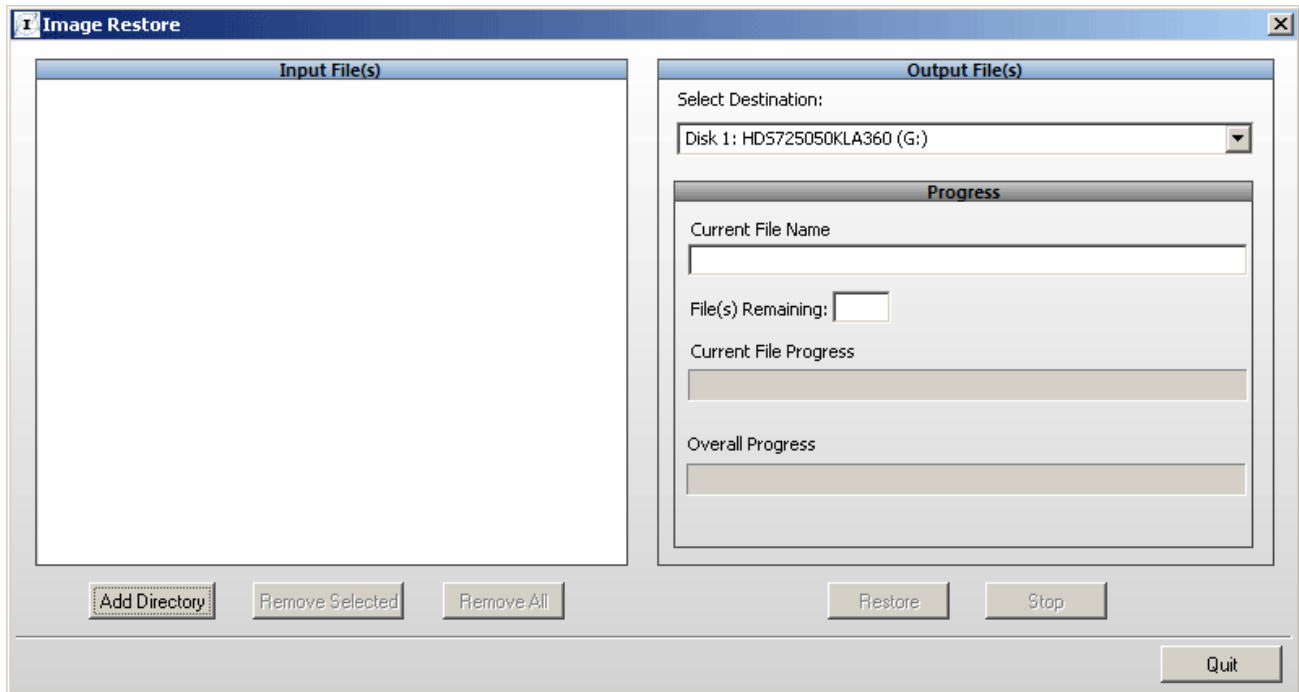 Image Restore
Input File(s)
Output File(s)
Select Destination:
Disk 1: HDS725050KLA360 (G:)
Progress
Current File Name
File(s) Remaining:
Current File Progress
Overall Progress
Add Directory
Remove Selected
Remove All
Restore
Stop
Quit